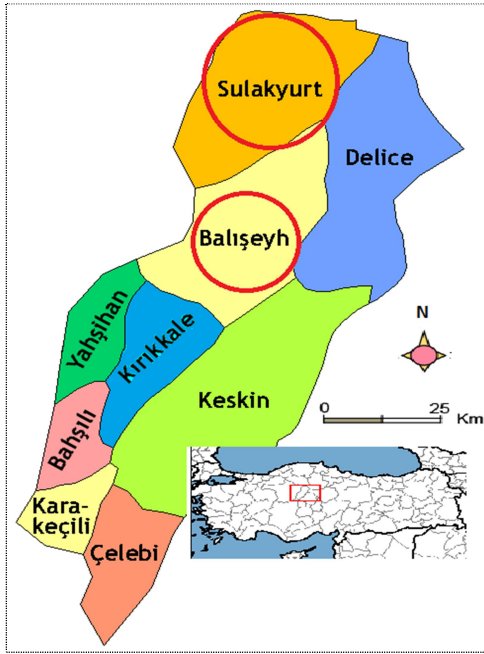 Sulakyurt
Delice
Balışeyh
Yahşihan
Kırıkkale
N
Keskin
0 25
Km
Bahşılı
Kara-
keçili
Çelebi